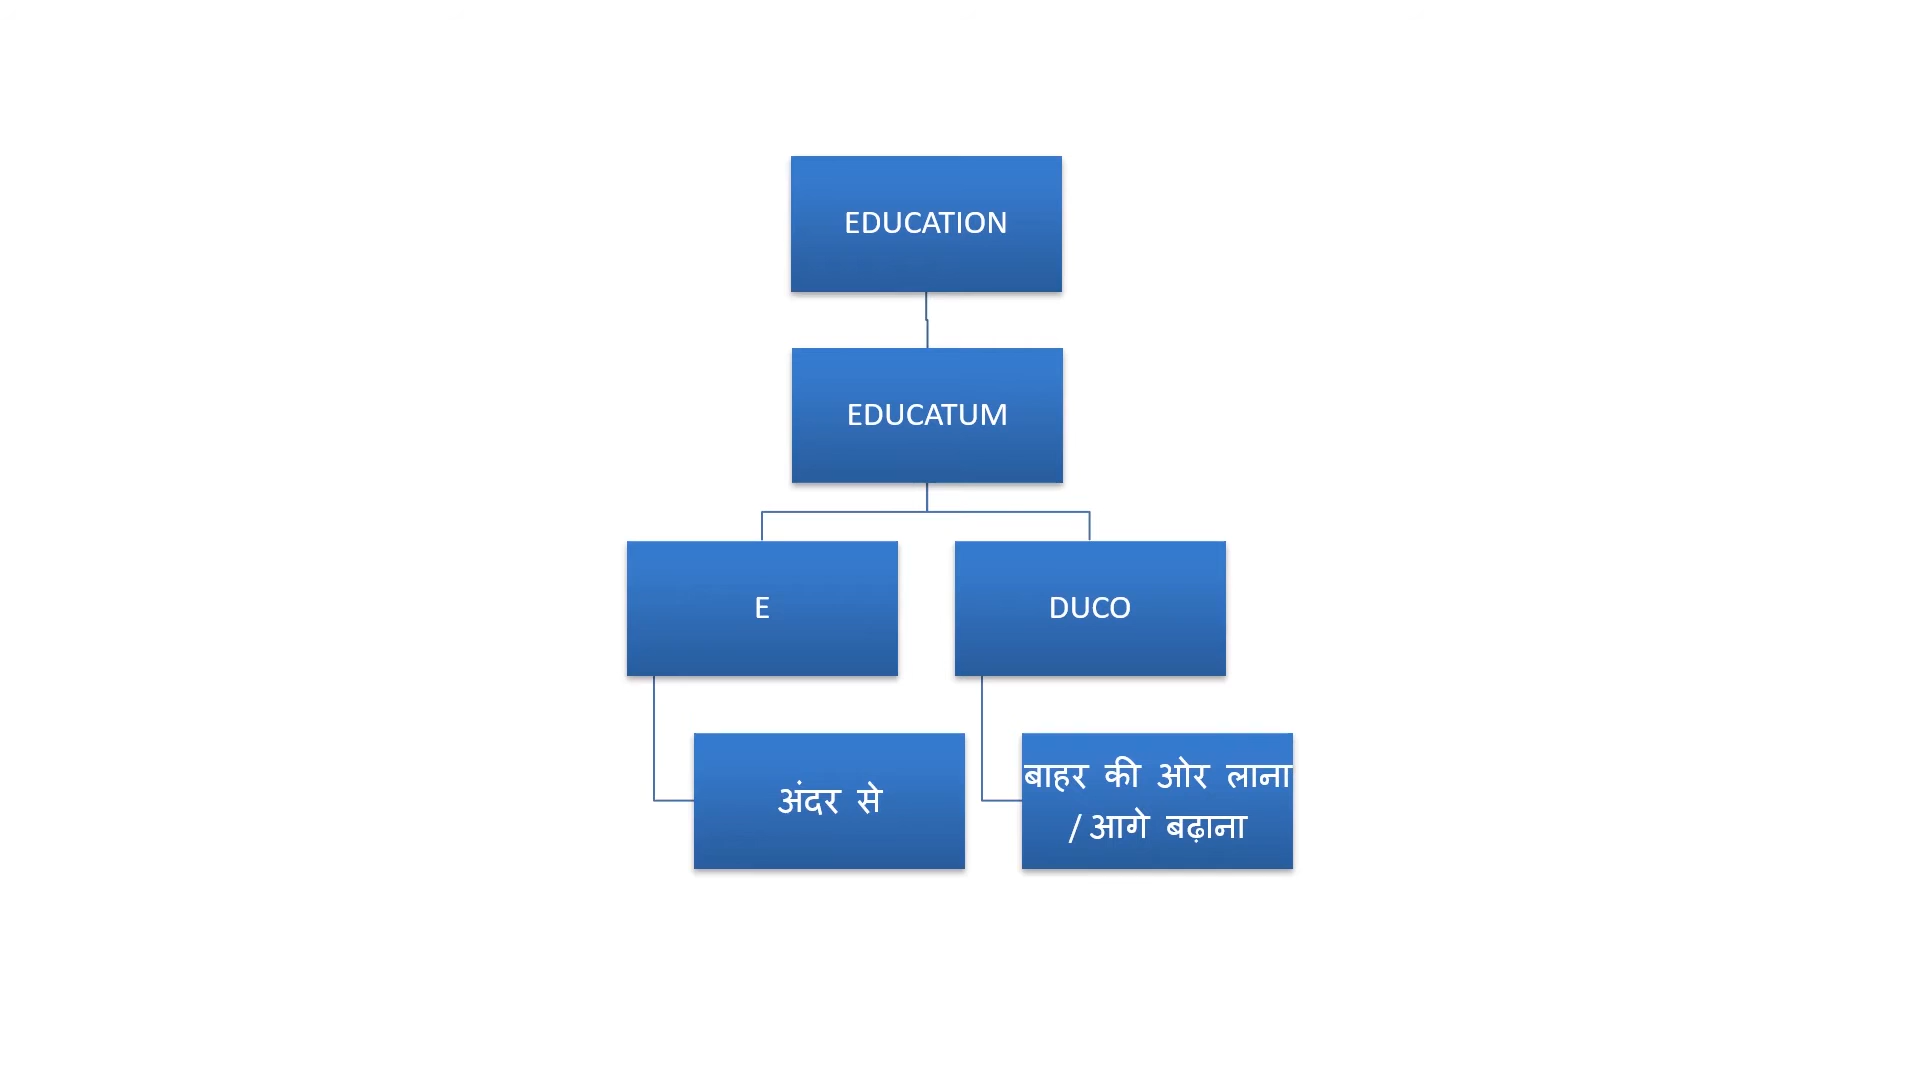 EDUCATION
EDUCATUM
E
DUCO
अंदर से
बाहर की ओर लाना
/ आगे बढ़ाना